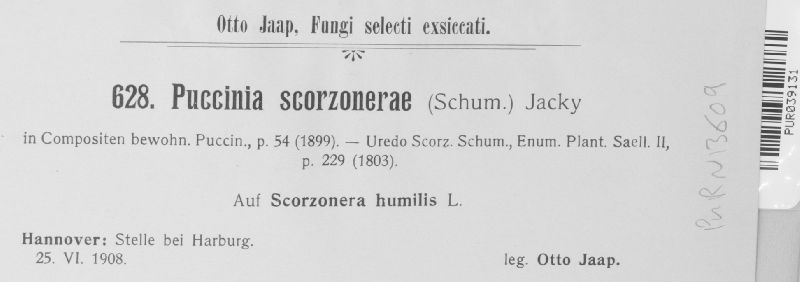 Otto Jaap, Fungi selecti exsiccati.
628. Puccinia scorzonerae (Schum.) Jacky
in Compositen bewohn. Puccin., p. 54 (1899). — Uredo Scorz. Schum., Enum. Plant. Saell. II,
p. 229 (1803).
Auf Scorzonera humilis L.
Hannover: Stelle bei Harburg.
25. VI. 1908.
leg. Otto Jaap.
PUR N13609
PUR039131